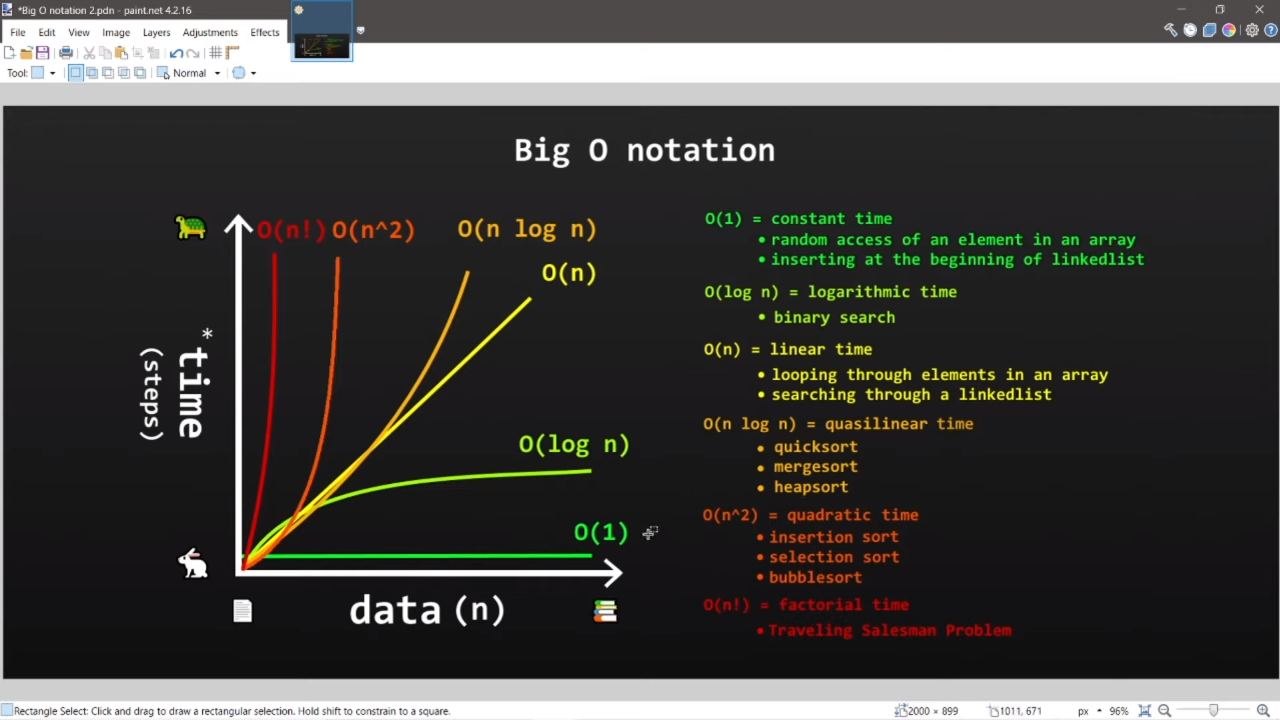 *Big O notation 2.pdn - paint.net 4.2.16
File Edit View Image Layers Adjustments Effects
Tool: Normal
Big O notation
O(n!) O(n^2) O(n log n)
O(n)
O(log n)
O(1)
*time
(steps)
data(n)
O(1) = constant time
• random access of an element in an array
• inserting at the beginning of linkedlist
O(log n) = logarithmic time
• binary search
O(n) = linear time
• looping through elements in an array
• searching through a linkedlist
O(n log n) = quasilinear time
• quicksort
• mergesort
• heapsort
O(n^2) = quadratic time
• insertion sort
• selection sort
• bubblesort
O(n!) = factorial time
• Traveling Salesman Problem
Rectangle Select: Click and drag to draw a rectangular selection. Hold shift to constrain to a square. 2000 × 899 1011, 671 px 96%